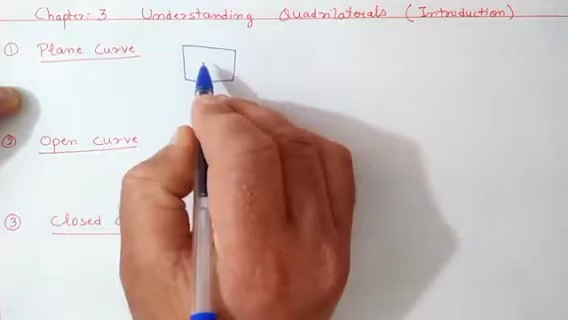 Chapter: 3 Understanding Quadrilaterals (Introduction)
① Plane Curve
② Open Curve
③ Closed